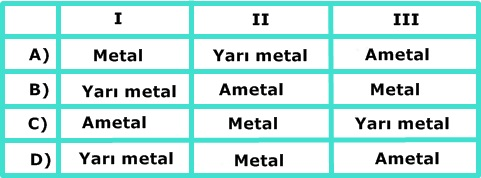 I II III
A) Metal Yarı metal Ametal
B) Yarı metal Ametal Metal
C) Ametal Metal Yarı metal
D) Yarı metal Metal Ametal